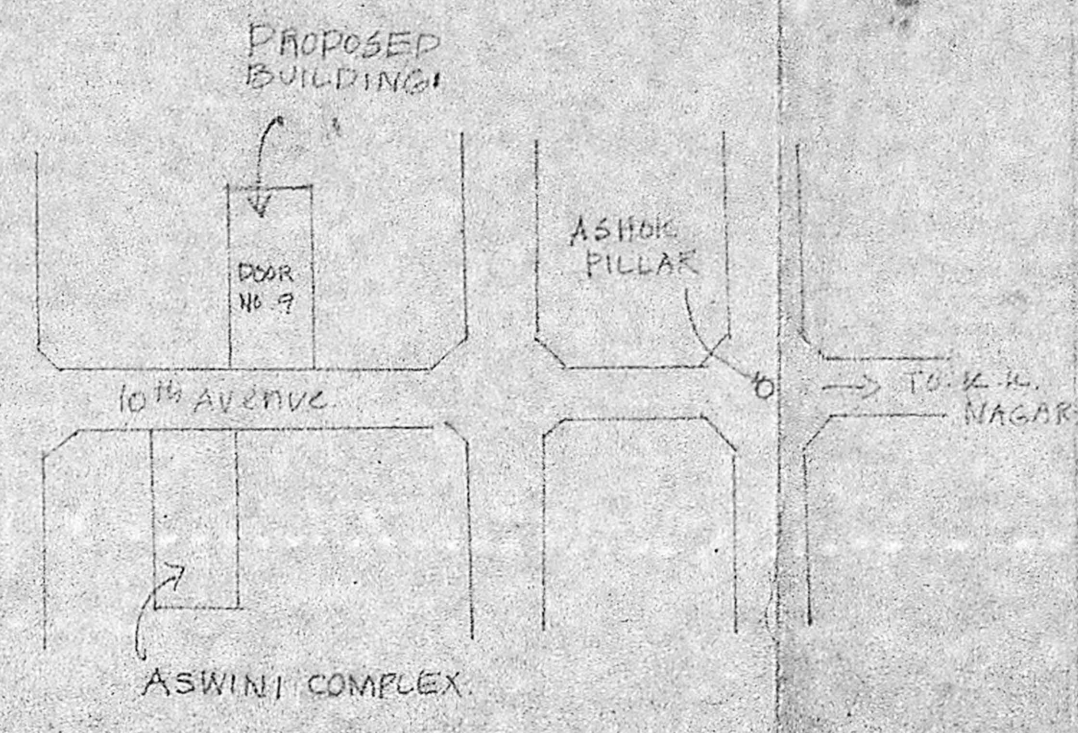 PROPOSED
BUILDING.
ASHOK
PILLAR
DOOR
NO. 9
10th Avenue
TO. K. K.
NAGAR
ASWINI COMPLEX.